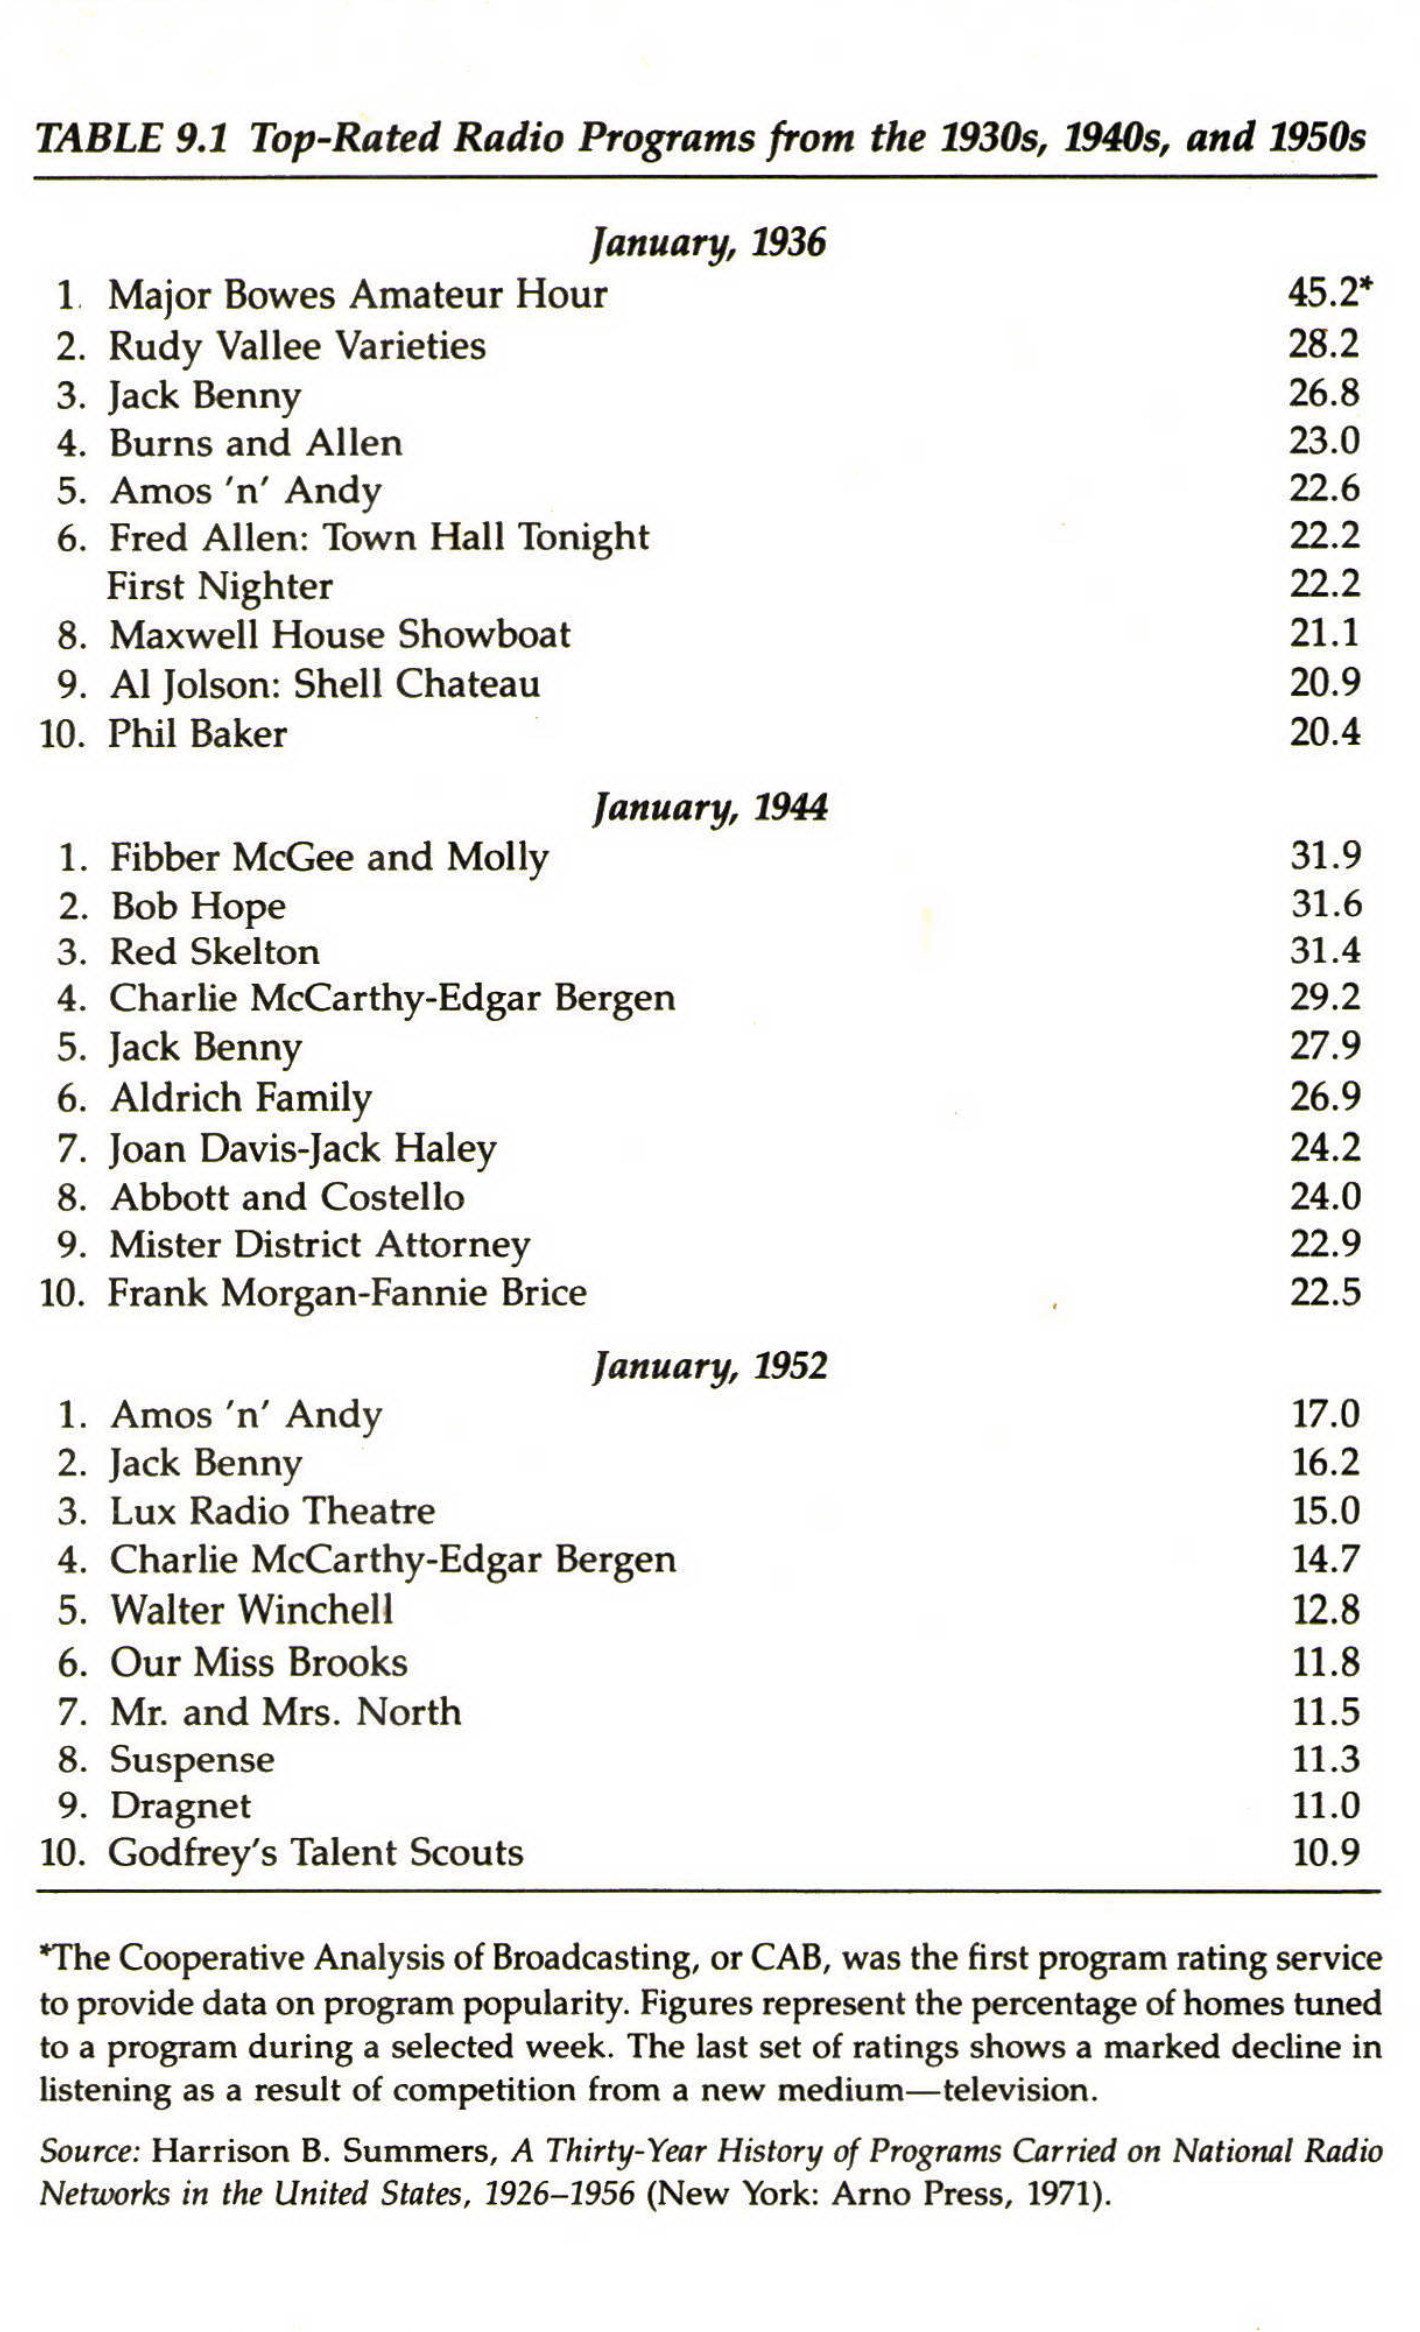 TABLE 9.1 Top-Rated Radio Programs from the 1930s, 1940s, and 1950s
January, 1936
1. Major Bowes Amateur Hour 45.2*
2. Rudy Vallee Varieties 28.2
3. Jack Benny 26.8
4. Burns and Allen 23.0
5. Amos 'n' Andy 22.6
6. Fred Allen: Town Hall Tonight 22.2
First Nighter 22.2
8. Maxwell House Showboat 21.1
9. Al Jolson: Shell Chateau 20.9
10. Phil Baker 20.4
January, 1944
1. Fibber McGee and Molly 31.9
2. Bob Hope 31.6
3. Red Skelton 31.4
4. Charlie McCarthy-Edgar Bergen 29.2
5. Jack Benny 27.9
6. Aldrich Family 26.9
7. Joan Davis-Jack Haley 24.2
8. Abbott and Costello 24.0
9. Mister District Attorney 22.9
10. Frank Morgan-Fannie Brice 22.5
January, 1952
1. Amos 'n' Andy 17.0
2. Jack Benny 16.2
3. Lux Radio Theatre 15.0
4. Charlie McCarthy-Edgar Bergen 14.7
5. Walter Winchell 12.8
6. Our Miss Brooks 11.8
7. Mr. and Mrs. North 11.5
8. Suspense 11.3
9. Dragnet 11.0
10. Godfrey's Talent Scouts 10.9
*The Cooperative Analysis of Broadcasting, or CAB, was the first program rating service
to provide data on program popularity. Figures represent the percentage of homes tuned
to a program during a selected week. The last set of ratings shows a marked decline in
listening as a result of competition from a new medium—television.
Source: Harrison B. Summers, A Thirty-Year History of Programs Carried on National Radio
Networks in the United States, 1926–1956 (New York: Arno Press, 1971).